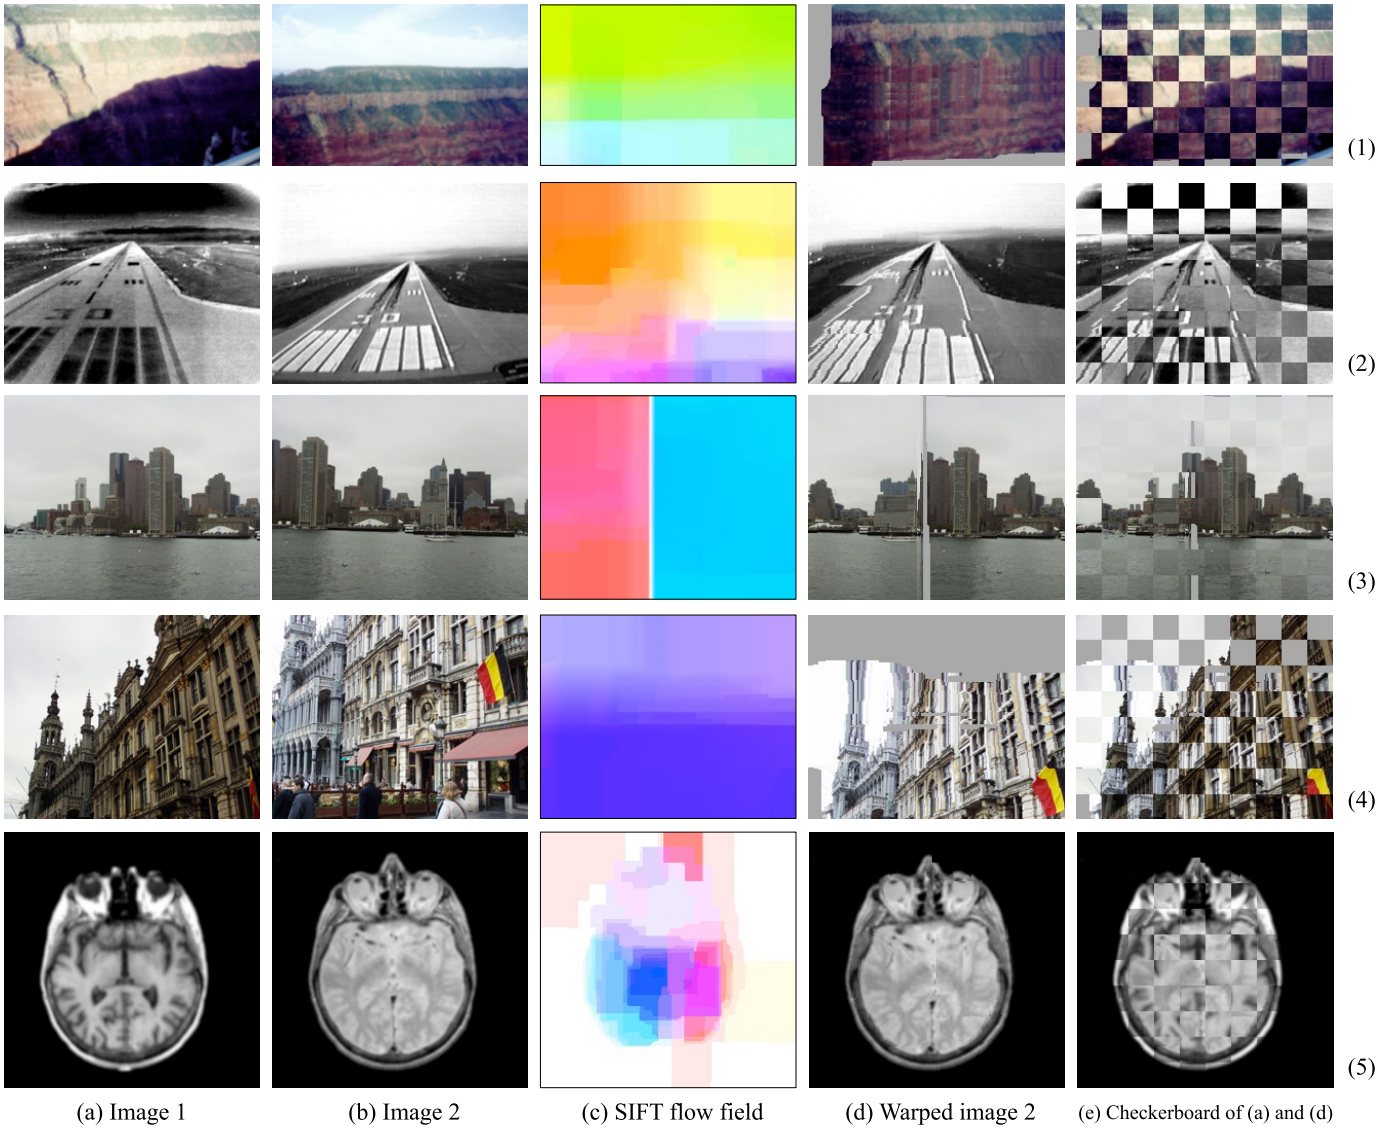 (1)
(2)
(3)
(4)
(5)
(a) Image 1
(b) Image 2
(c) SIFT flow field
(d) Warped image 2
(e) Checkerboard of (a) and (d)